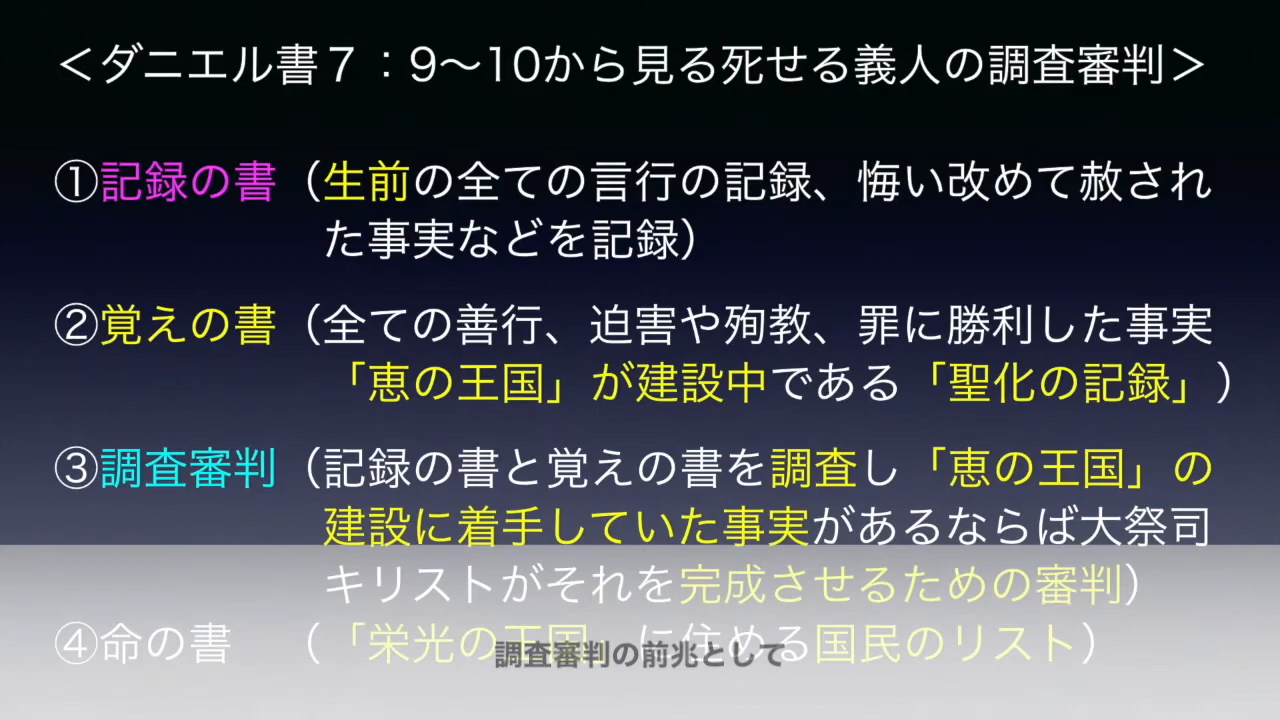 ＜ダニエル書７：9〜10から見る死せる義人の調査審判＞
①記録の書（生前の全ての言行の記録、悔い改めて赦され
た事実などを記録）
②覚えの書（全ての善行、迫害や殉教、罪に勝利した事実
「恵の王国」が建設中である「聖化の記録」）
③調査審判（記録の書と覚えの書を調査し「恵の王国」の
建設に着手していた事実があるならば大祭司
キリストがそれを完成させるための審判）
④命の書　（「栄光の王国」に住める国民のリスト）
調査審判の前兆として